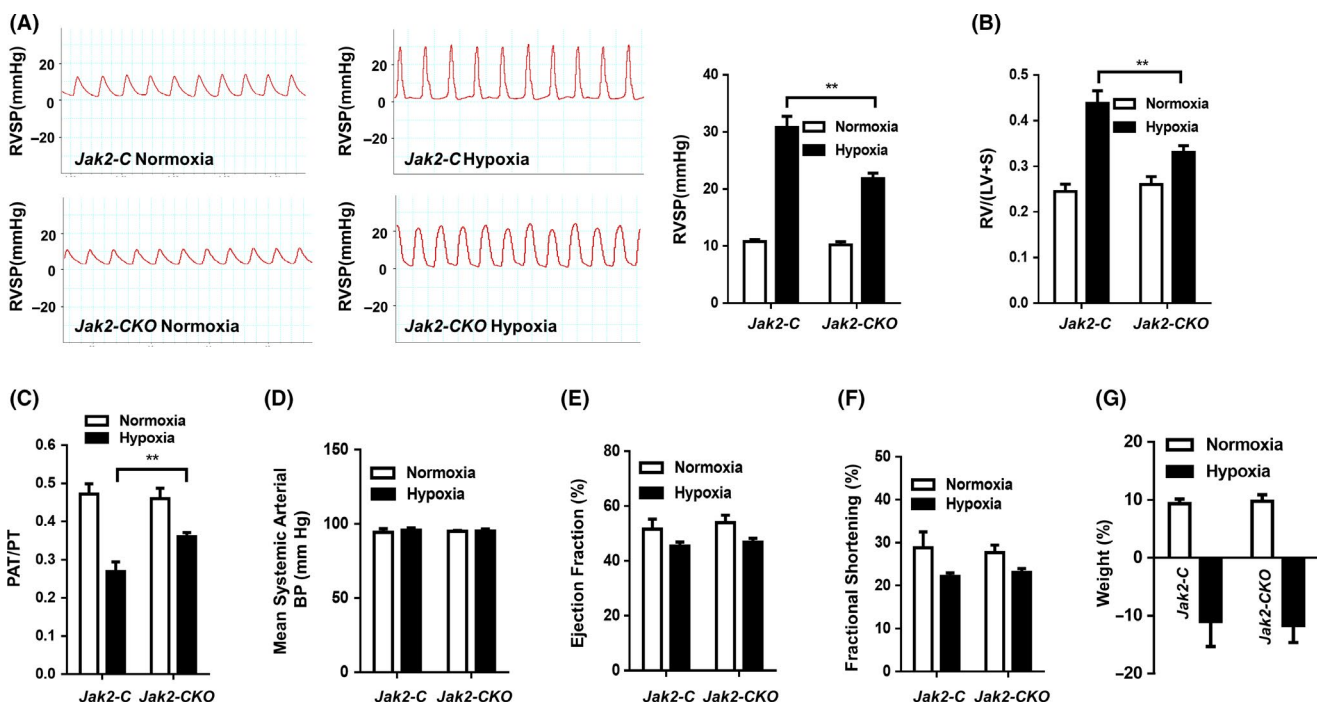 (A)
RVSP(mmHg)
20
0
−20
Jak2-C Normoxia
RVSP(mmHg)
20
0
−20
Jak2-C Hypoxia
RVSP(mmHg)
20
0
−20
Jak2-CKO Normoxia
RVSP(mmHg)
20
0
−20
Jak2-CKO Hypoxia
RVSP(mmHg)
40
30
20
10
0
**
Normoxia
Hypoxia
Jak2-C Jak2-CKO
(B)
RV/(LV+S)
0.5
0.4
0.3
0.2
0.1
0.0
**
Normoxia
Hypoxia
Jak2-C Jak2-CKO
(C)
Normoxia
Hypoxia
PAT/PT
0.6
0.5
0.4
0.3
0.2
0.1
0.0
**
Jak2-C Jak2-CKO
(D)
Mean Systemic Arterial
BP (mm Hg)
150
100
50
0
Normoxia
Hypoxia
Jak2-C Jak2-CKO
(E)
Ejection Fraction (%)
80
60
40
20
0
Normoxia
Hypoxia
Jak2-C Jak2-CKO
(F)
Fractional Shortening (%)
50
40
30
20
10
0
Normoxia
Hypoxia
Jak2-C Jak2-CKO
(G)
Weight (%)
20
10
0
−10
−20
Normoxia
Hypoxia
Jak2-C
Jak2-CKO